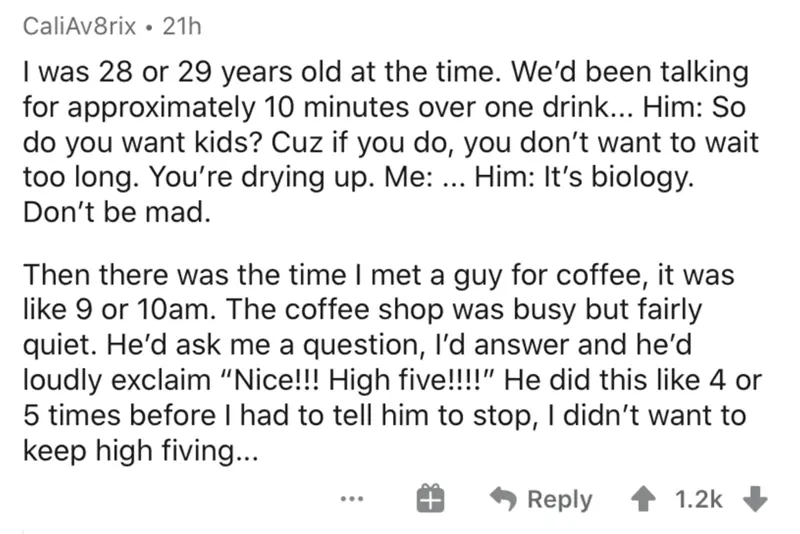 CaliAv8rix • 21h
I was 28 or 29 years old at the time. We’d been talking
for approximately 10 minutes over one drink... Him: So
do you want kids? Cuz if you do, you don’t want to wait
too long. You’re drying up. Me: ... Him: It’s biology.
Don’t be mad.
Then there was the time I met a guy for coffee, it was
like 9 or 10am. The coffee shop was busy but fairly
quiet. He’d ask me a question, I’d answer and he’d
loudly exclaim “Nice!!! High five!!!!” He did this like 4 or
5 times before I had to tell him to stop, I didn’t want to
keep high fiving...
Reply 1.2k